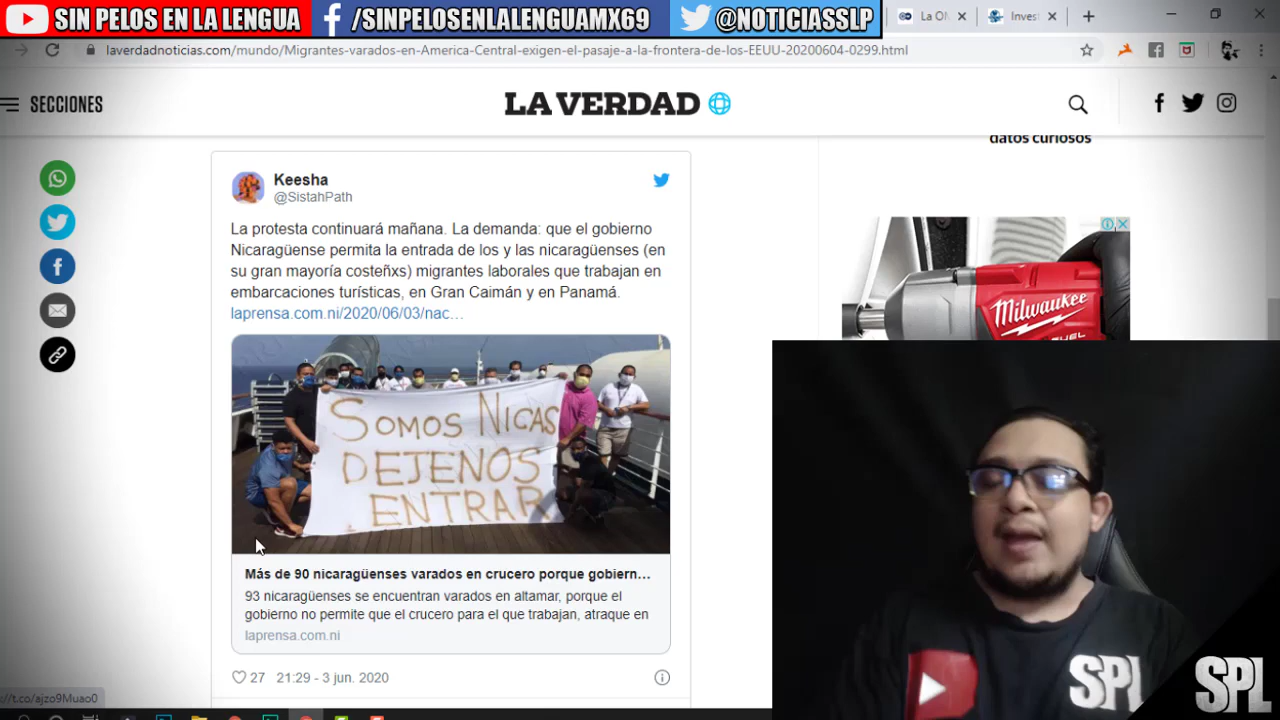 SIN PELOS EN LA LENGUA
/SINPELOSENLALENGUAMX69
@NOTICIASSLP
La ON
Invest
laverdadnoticias.com/mundo/Migrantes-varados-en-America-Central-exigen-el-pasaje-a-la-frontera-de-los-EEUU-20200604-0299.html
SECCIONES
LA VERDAD
datos curiosos
Keesha
@SistahPath
La protesta continuará mañana. La demanda: que el gobierno
Nicaragüense permita la entrada de los y las nicaragüenses (en
su gran mayoría costeñxs) migrantes laborales que trabajan en
embarcaciones turísticas, en Gran Caimán y en Panamá.
laprensa.com.ni/2020/06/03/nac…
SOMOS NICAS
DEJENOS
ENTRAR
Milwaukee
FUEL
Más de 90 nicaragüenses varados en crucero porque gobiern…
93 nicaragüenses se encuentran varados en altamar, porque el
gobierno no permite que el crucero para el que trabajan, atraque en
laprensa.com.ni
27
21:29 - 3 jun. 2020
://t.co/ajzo9Muao0
SPL
SPL